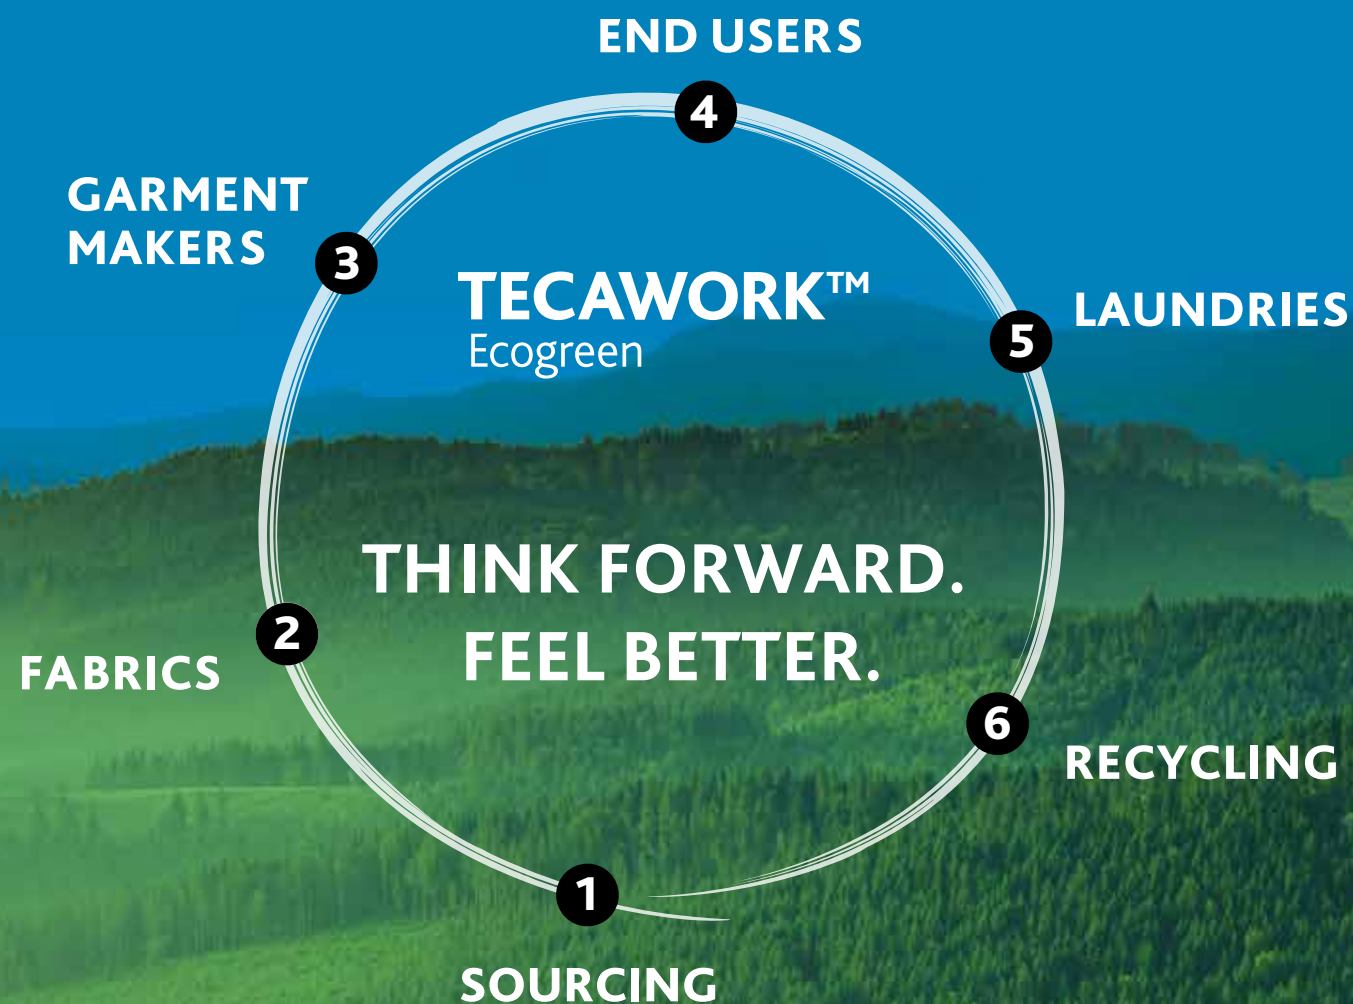 END USERS
4
GARMENT
MAKERS
3
TECAWORK™
Ecogreen
LAUNDRIES
5
THINK FORWARD.
FEEL BETTER.
2
FABRICS
6
RECYCLING
1
SOURCING